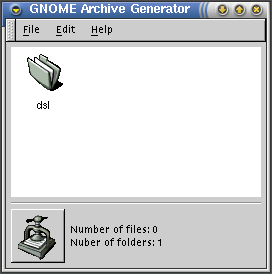 GNOME Archive Generator
File Edit Help
dsl
Number of files: 0
Nuber of folders: 1